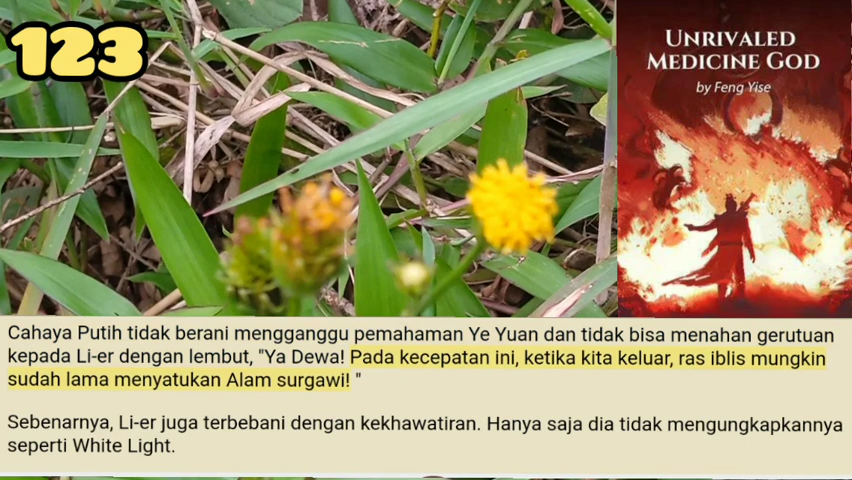 123
UNRIVALED
MEDICINE GOD
by Feng Yise
Cahaya Putih tidak berani mengganggu pemahaman Ye Yuan dan tidak bisa menahan gerutuan
kepada Li-er dengan lembut, "Ya Dewa! Pada kecepatan ini, ketika kita keluar, ras iblis mungkin
sudah lama menyatukan Alam surgawi! "
Sebenarnya, Li-er juga terbebani dengan kekhawatiran. Hanya saja dia tidak mengungkapkannya
seperti White Light.